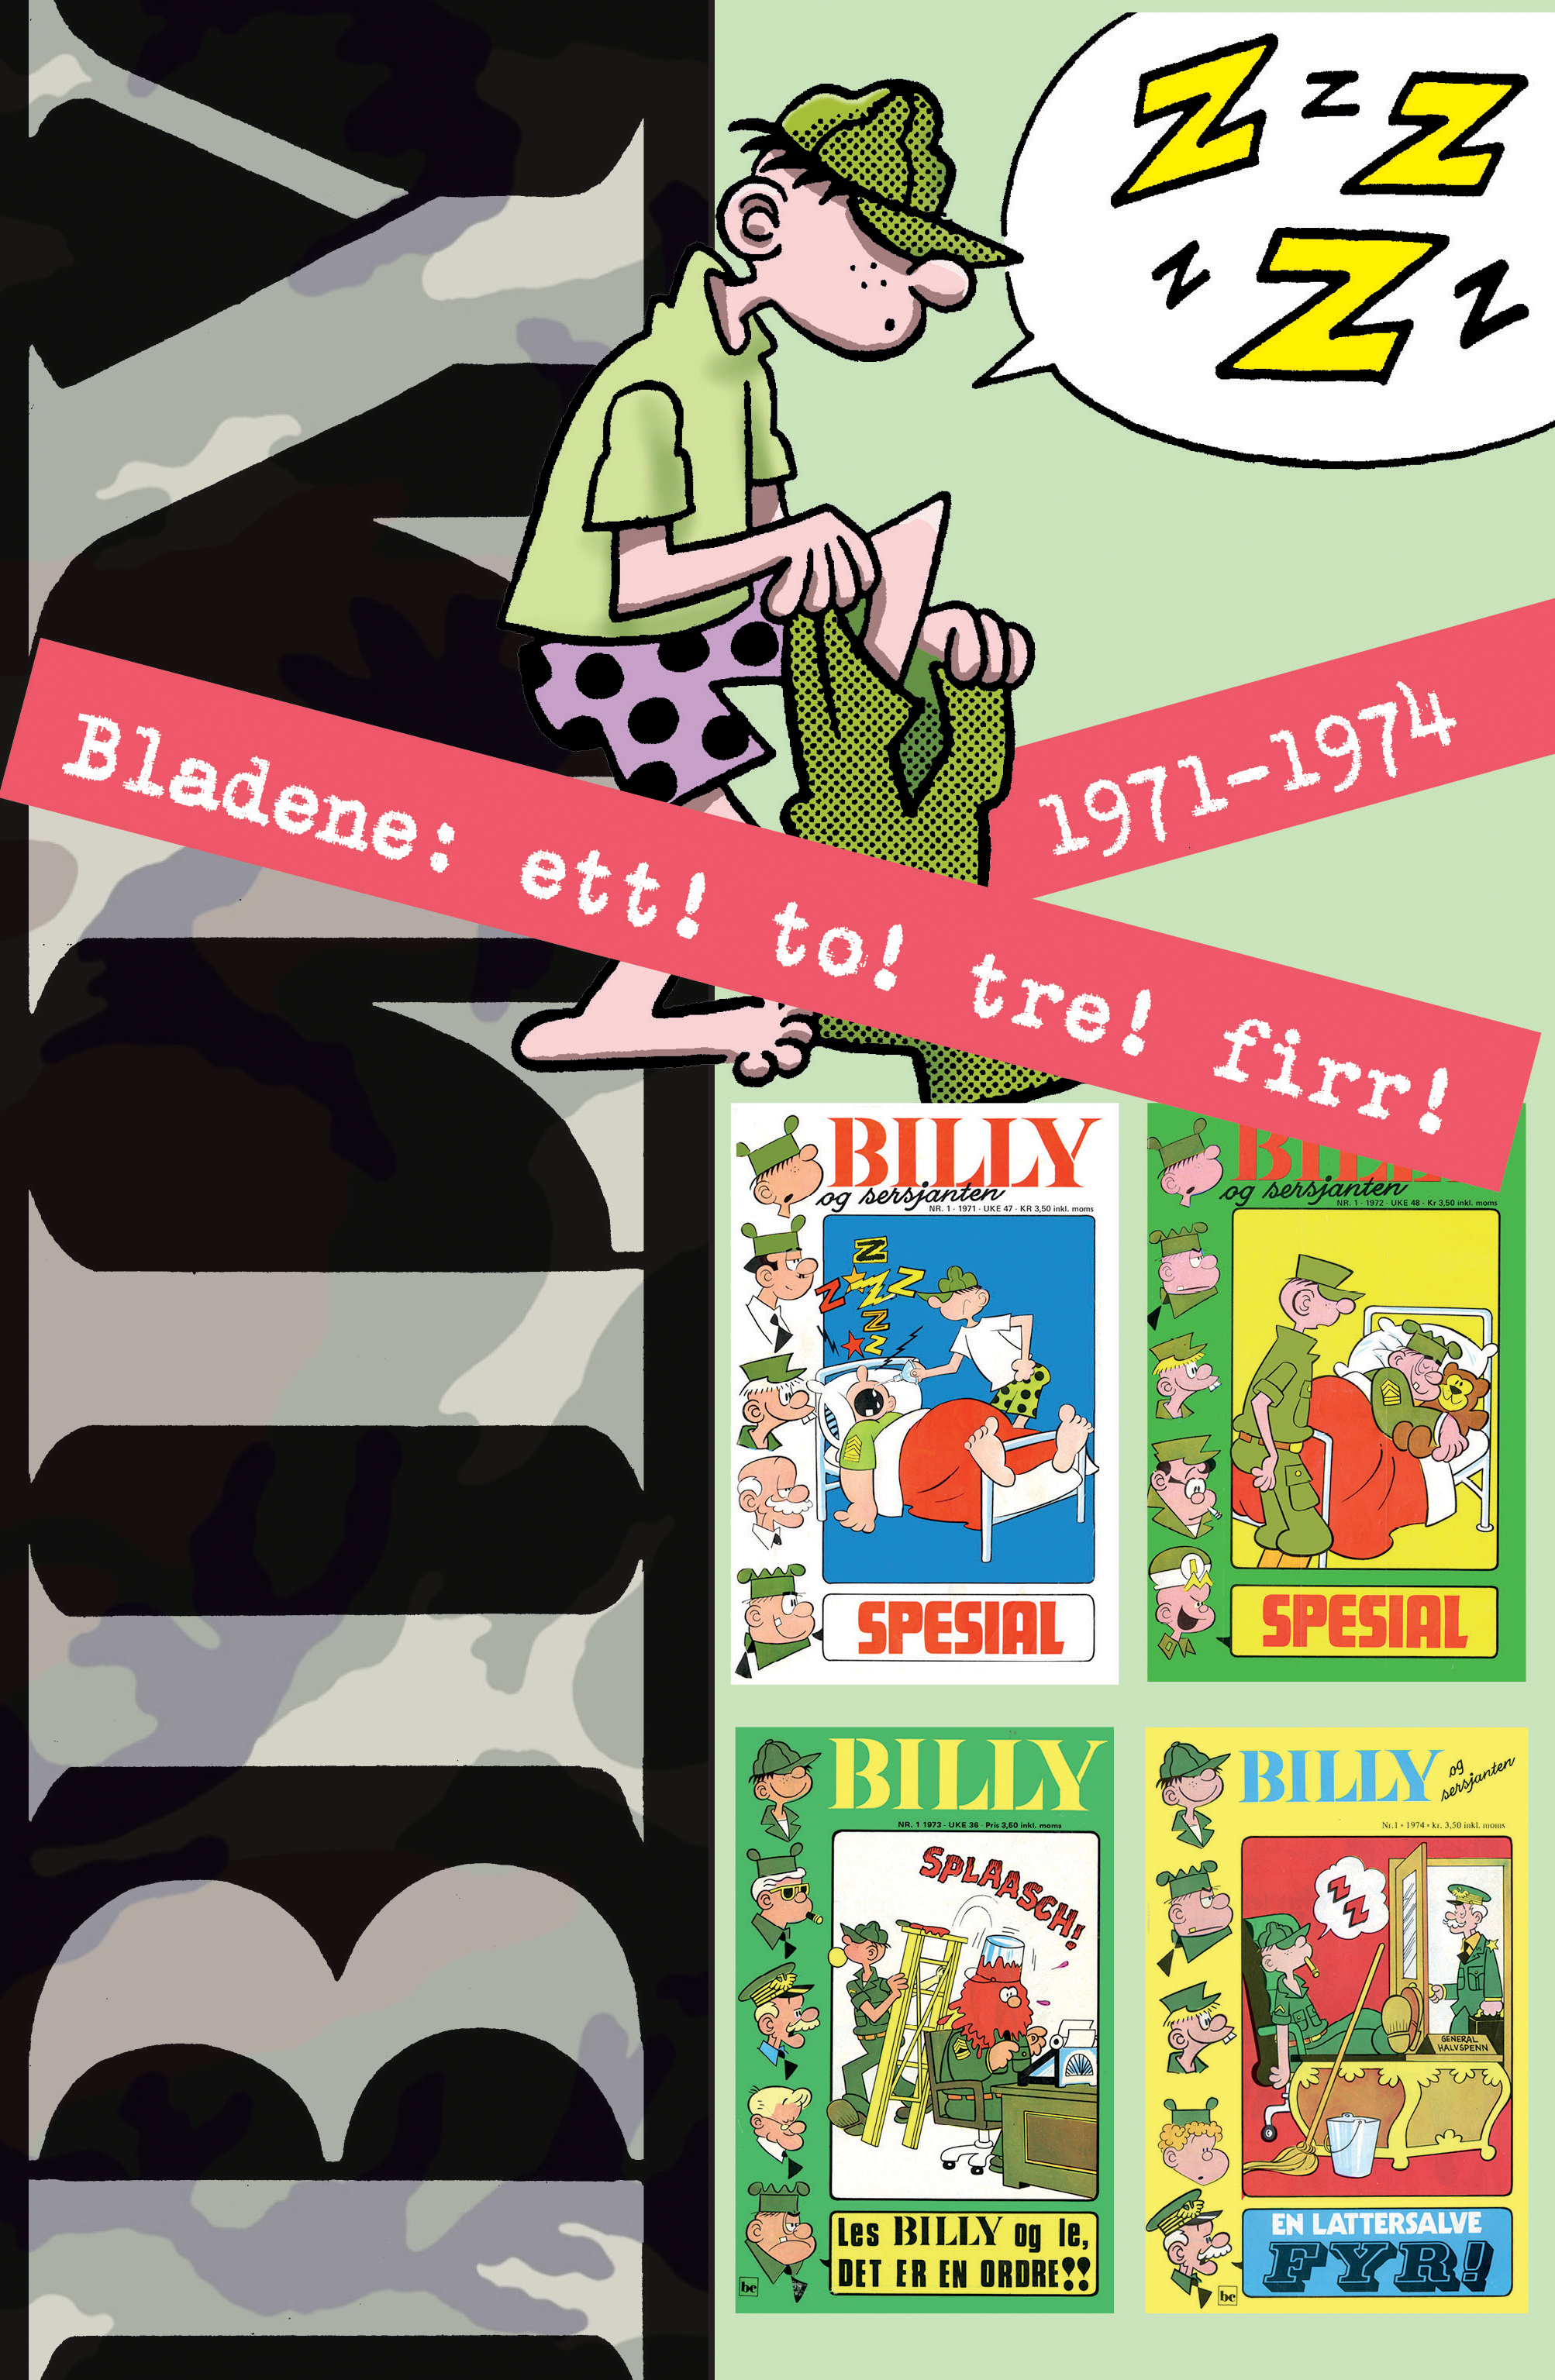 BILLY
Z Z Z
Z Z Z
Bladene: ett! to! tre! firr!
1971-1974
BILLY
og sersjanten
NR. 1 - 1971 - UKE 47 - KR 3,50 inkl. moms
Z
Z Z Z
Z
Z
SPESIAL
og sersjanten
NR. 1 - 1972 - UKE 48 - Kr 3,50 inkl. moms
SPESIAL
BILLY
NR. 1 1973 - UKE 36 - Pris 3,50 inkl. moms
SPLAASCH!
Les BILLY og le,
DET ER EN ORDRE!!
bc
BILLY og
sersjanten
Nr. 1 • 1974 • kr. 3,50 inkl. moms
Z
Z
GENERAL
HALVSPENN
EN LATTERSALVE
FYR!
bc